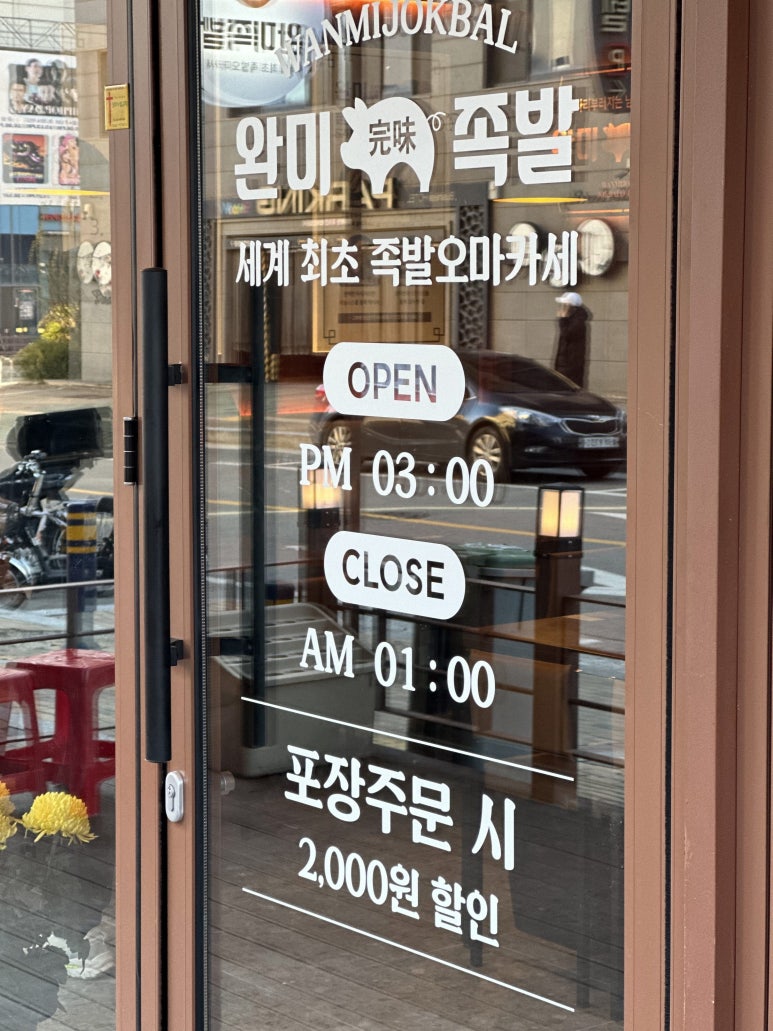 WANMIJOKBAL
완미 完味 족발
세계 최초 족발오마카세
OPEN
PM 03 : 00
CLOSE
AM 01 : 00
포장주문 시
2,000원 할인
PARKING